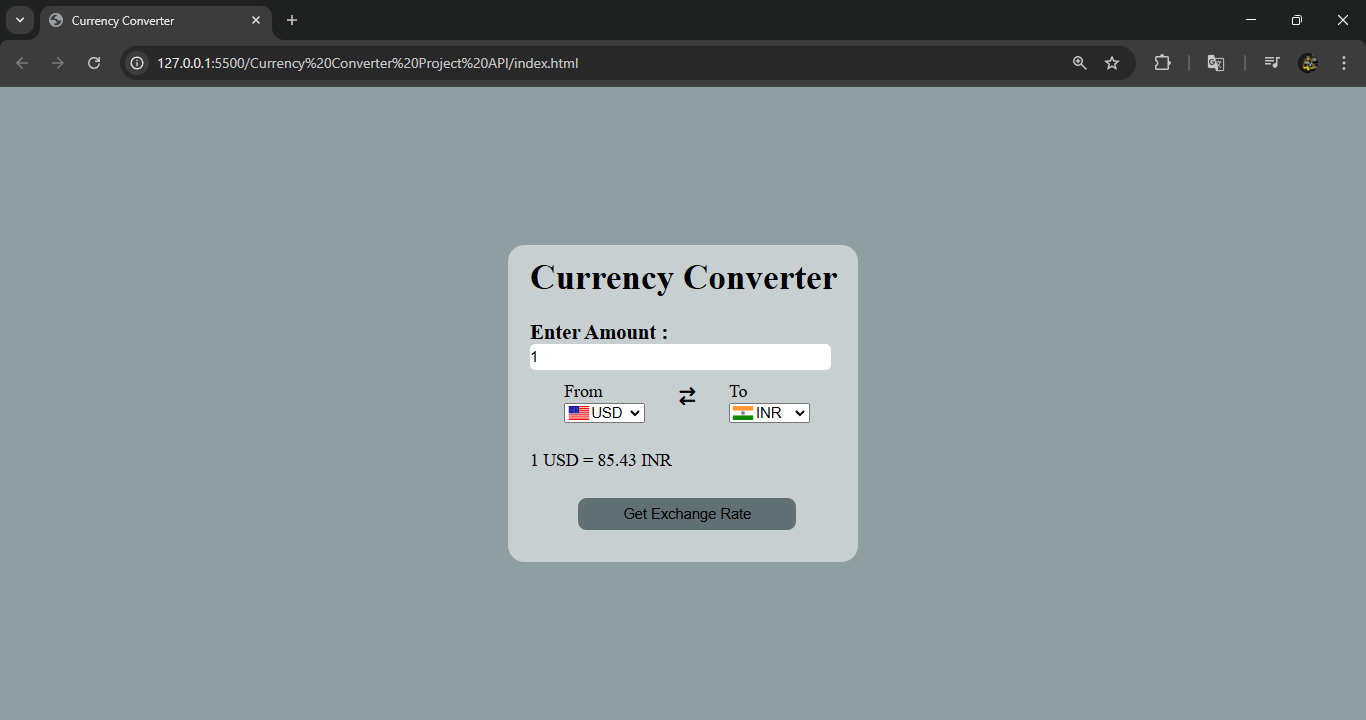 Currency Converter
127.0.0.1:5500/Currency%20Converter%20Project%20API/index.html
Currency Converter
Enter Amount :
1
From To
USD INR
1 USD = 85.43 INR
Get Exchange Rate